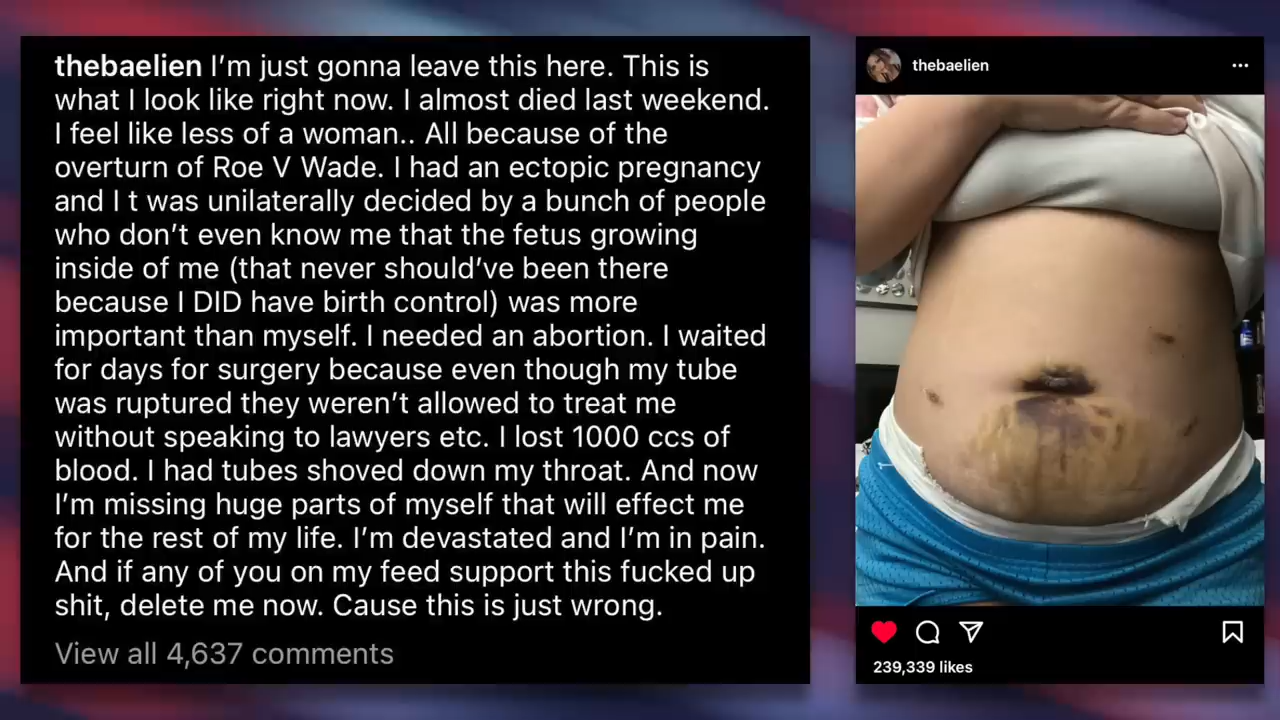 thebaelien I'm just gonna leave this here. This is
what I look like right now. I almost died last weekend.
I feel like less of a woman.. All because of the
overturn of Roe V Wade. I had an ectopic pregnancy
and I t was unilaterally decided by a bunch of people
who don't even know me that the fetus growing
inside of me (that never should've been there
because I DID have birth control) was more
important than myself. I needed an abortion. I waited
for days for surgery because even though my tube
was ruptured they weren't allowed to treat me
without speaking to lawyers etc. I lost 1000 ccs of
blood. I had tubes shoved down my throat. And now
I'm missing huge parts of myself that will effect me
for the rest of my life. I'm devastated and I'm in pain.
And if any of you on my feed support this fucked up
shit, delete me now. Cause this is just wrong.
View all 4,637 comments
thebaelien
239,339 likes